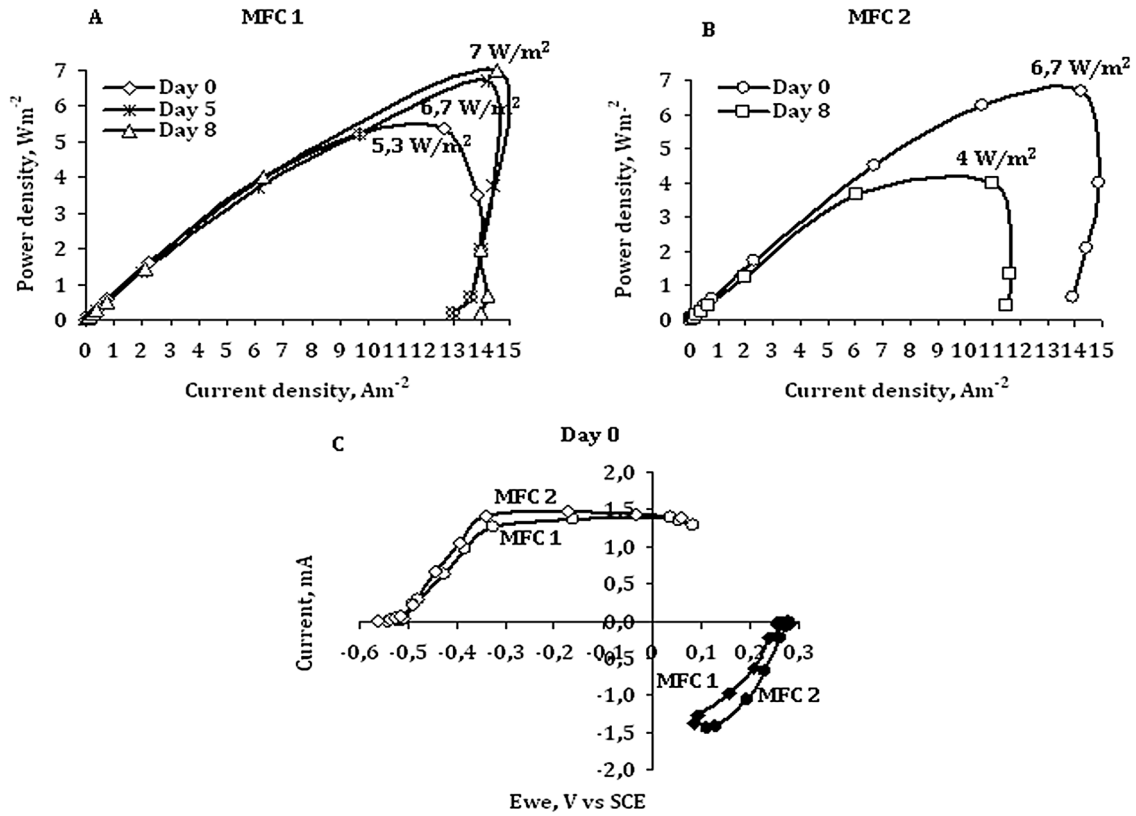 A
MFC 1
Day 0
Day 5
Day 8
7 W/m²
6,7 W/m²
5,3 W/m²
Power density, Wm⁻²
7
6
5
4
3
2
1
0
0 1 2 3 4 5 6 7 8 9 10 11 12 13 14 15
Current density, Am⁻²
B
MFC 2
Day 0
Day 8
6,7 W/m²
4 W/m²
Power density, Wm⁻²
7
6
5
4
3
2
1
0
0 1 2 3 4 5 6 7 8 9 10 11 12 13 14 15
Current density, Am⁻²
C
Day 0
MFC 2
MFC 1
Current, mA
2,0
1,5
1,0
0,5
0,0
-0,5
-1,0
-1,5
-2,0
-0,6 -0,5 -0,4 -0,3 -0,2 -0,1 0 0,1 0,2 0,3
MFC 1
MFC 2
Ewe, V vs SCE